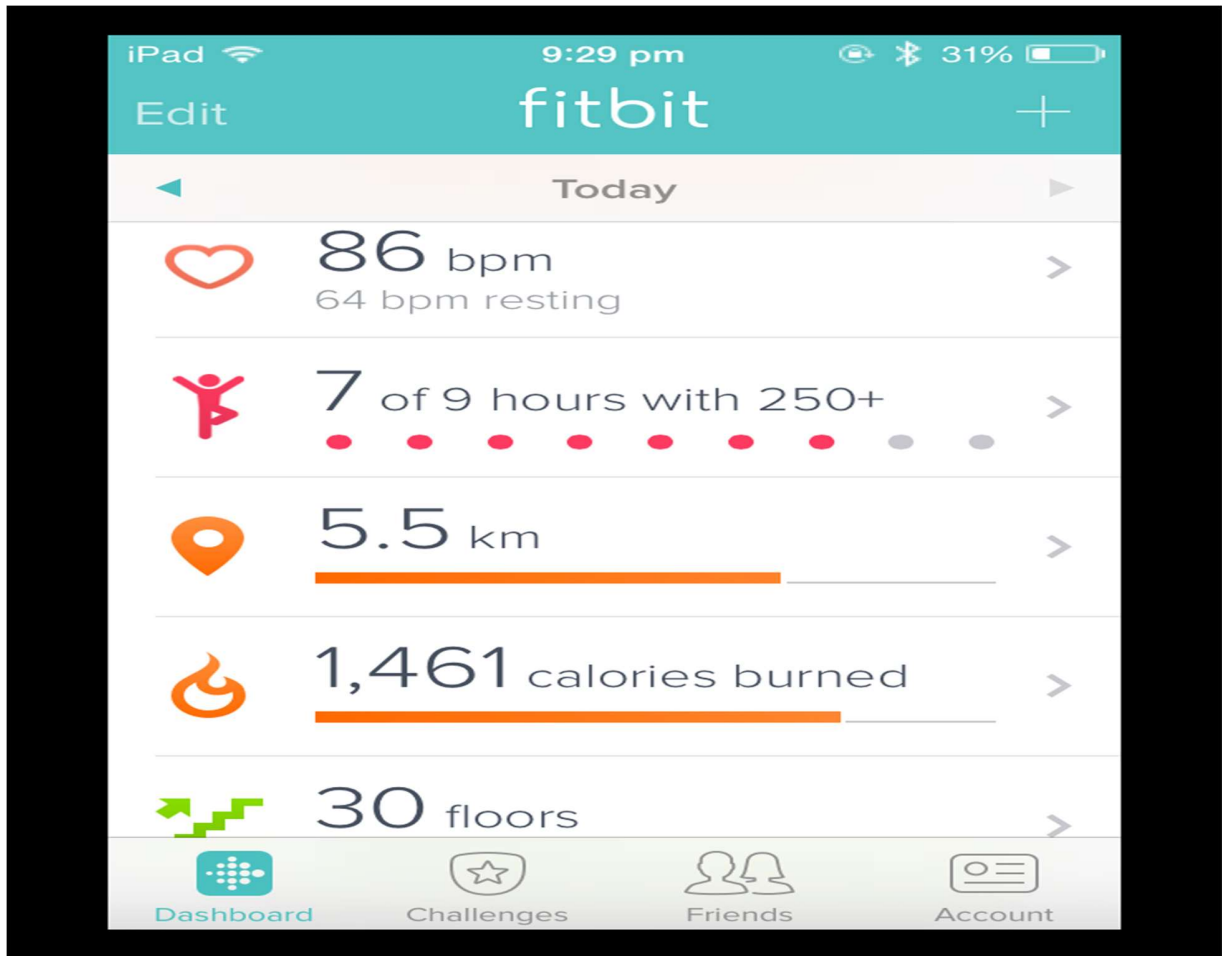 iPad 9:29 pm 31%
Edit fitbit +
Today
86 bpm
64 bpm resting
7 of 9 hours with 250+
5.5 km
1,461 calories burned
30 floors
Dashboard Challenges Friends Account